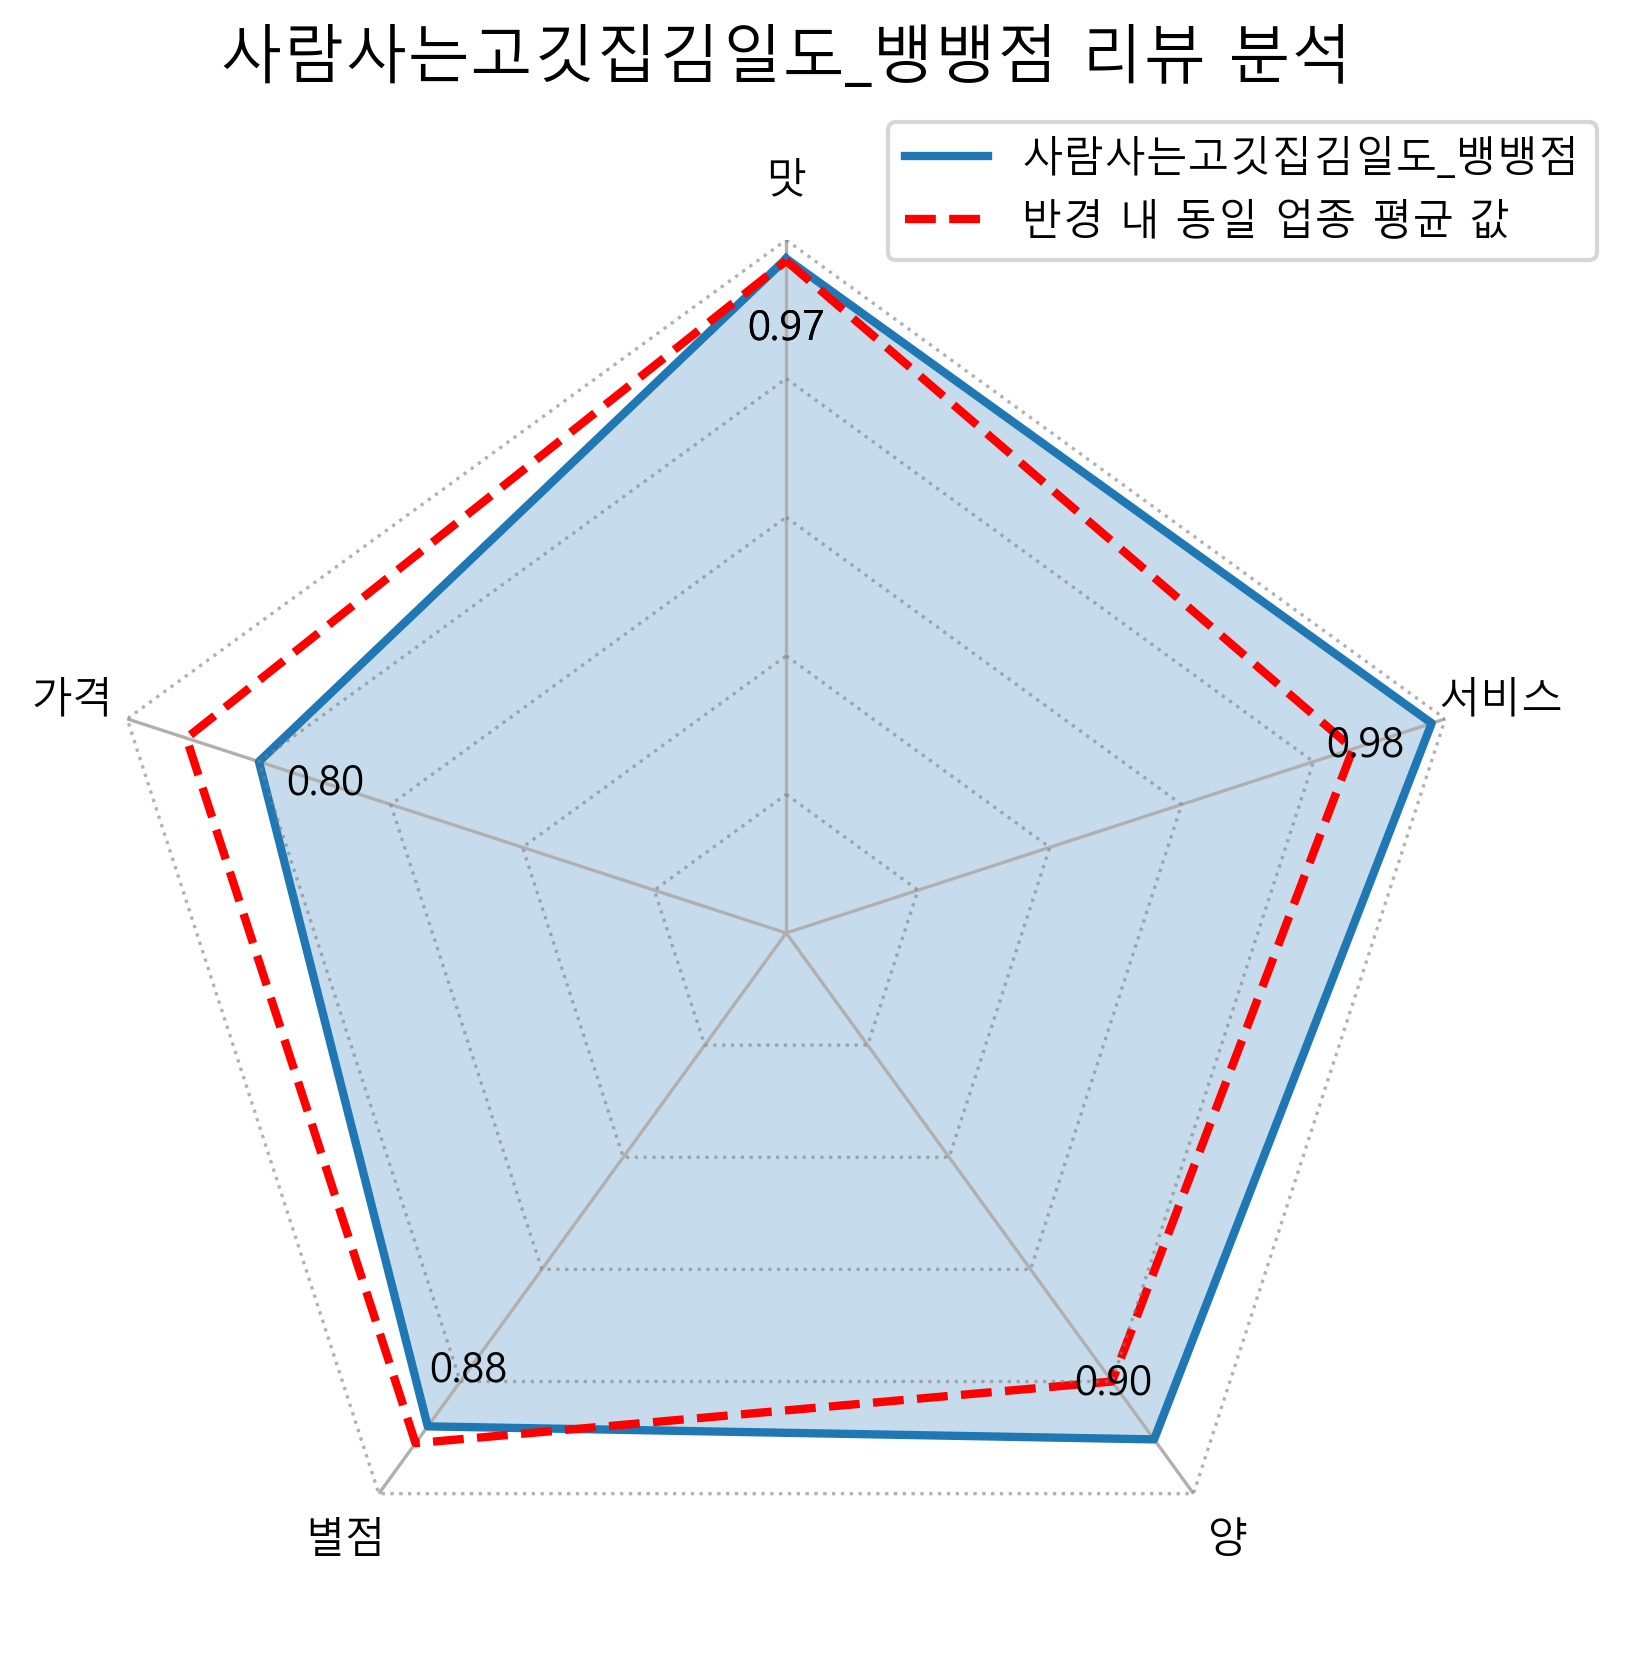 사람사는고깃집김일도_뱅뱅점 리뷰 분석
사람사는고깃집김일도_뱅뱅점
반경 내 동일 업종 평균 값
맛
0.97
가격
서비스
0.98
0.80
0.88
0.90
별점
양